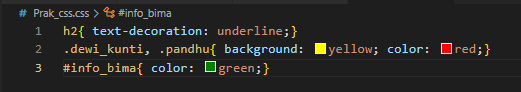 # Prak_css.css > #info_bima
1 h2{ text-decoration: underline;}
2 .dewi_kunti, .pandhu{ background: yellow; color: red;}
3 #info_bima{ color: green;}